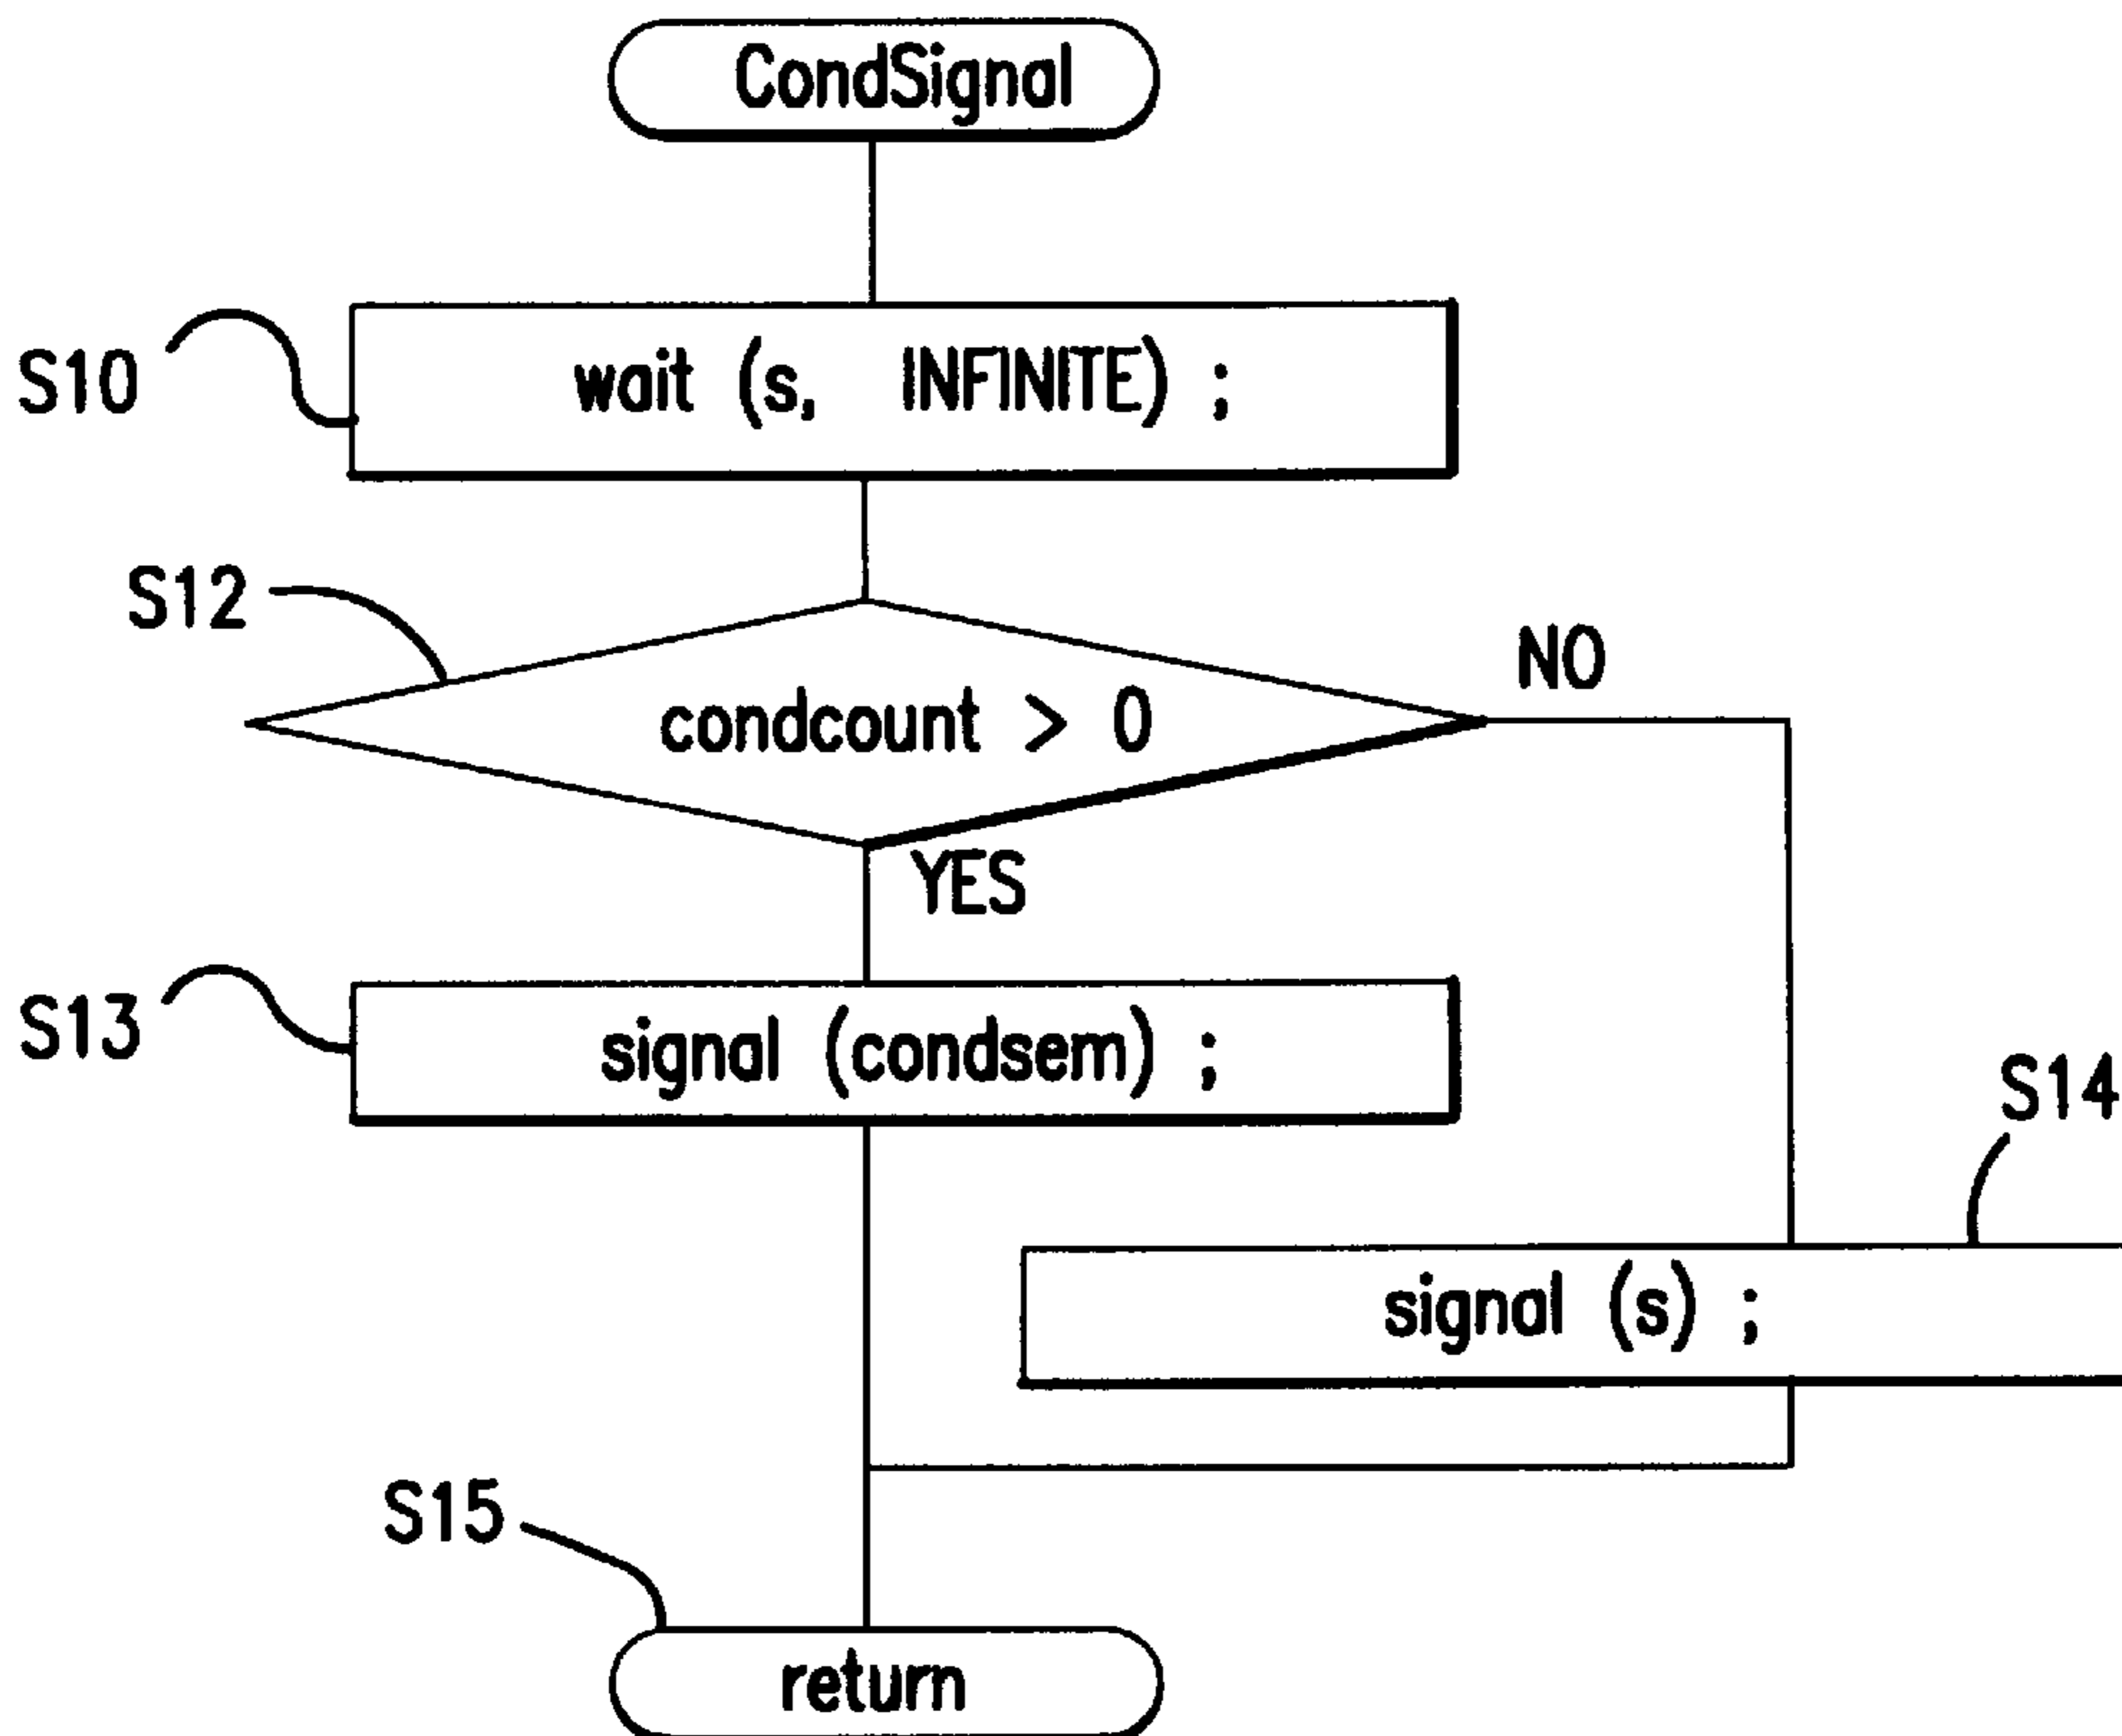 CondSignal
S10
wait (s, INFINITE) ;
S12
condcount > 0
NO
YES
S13
signal (condsem) ;
S14
signal (s) ;
S15
return